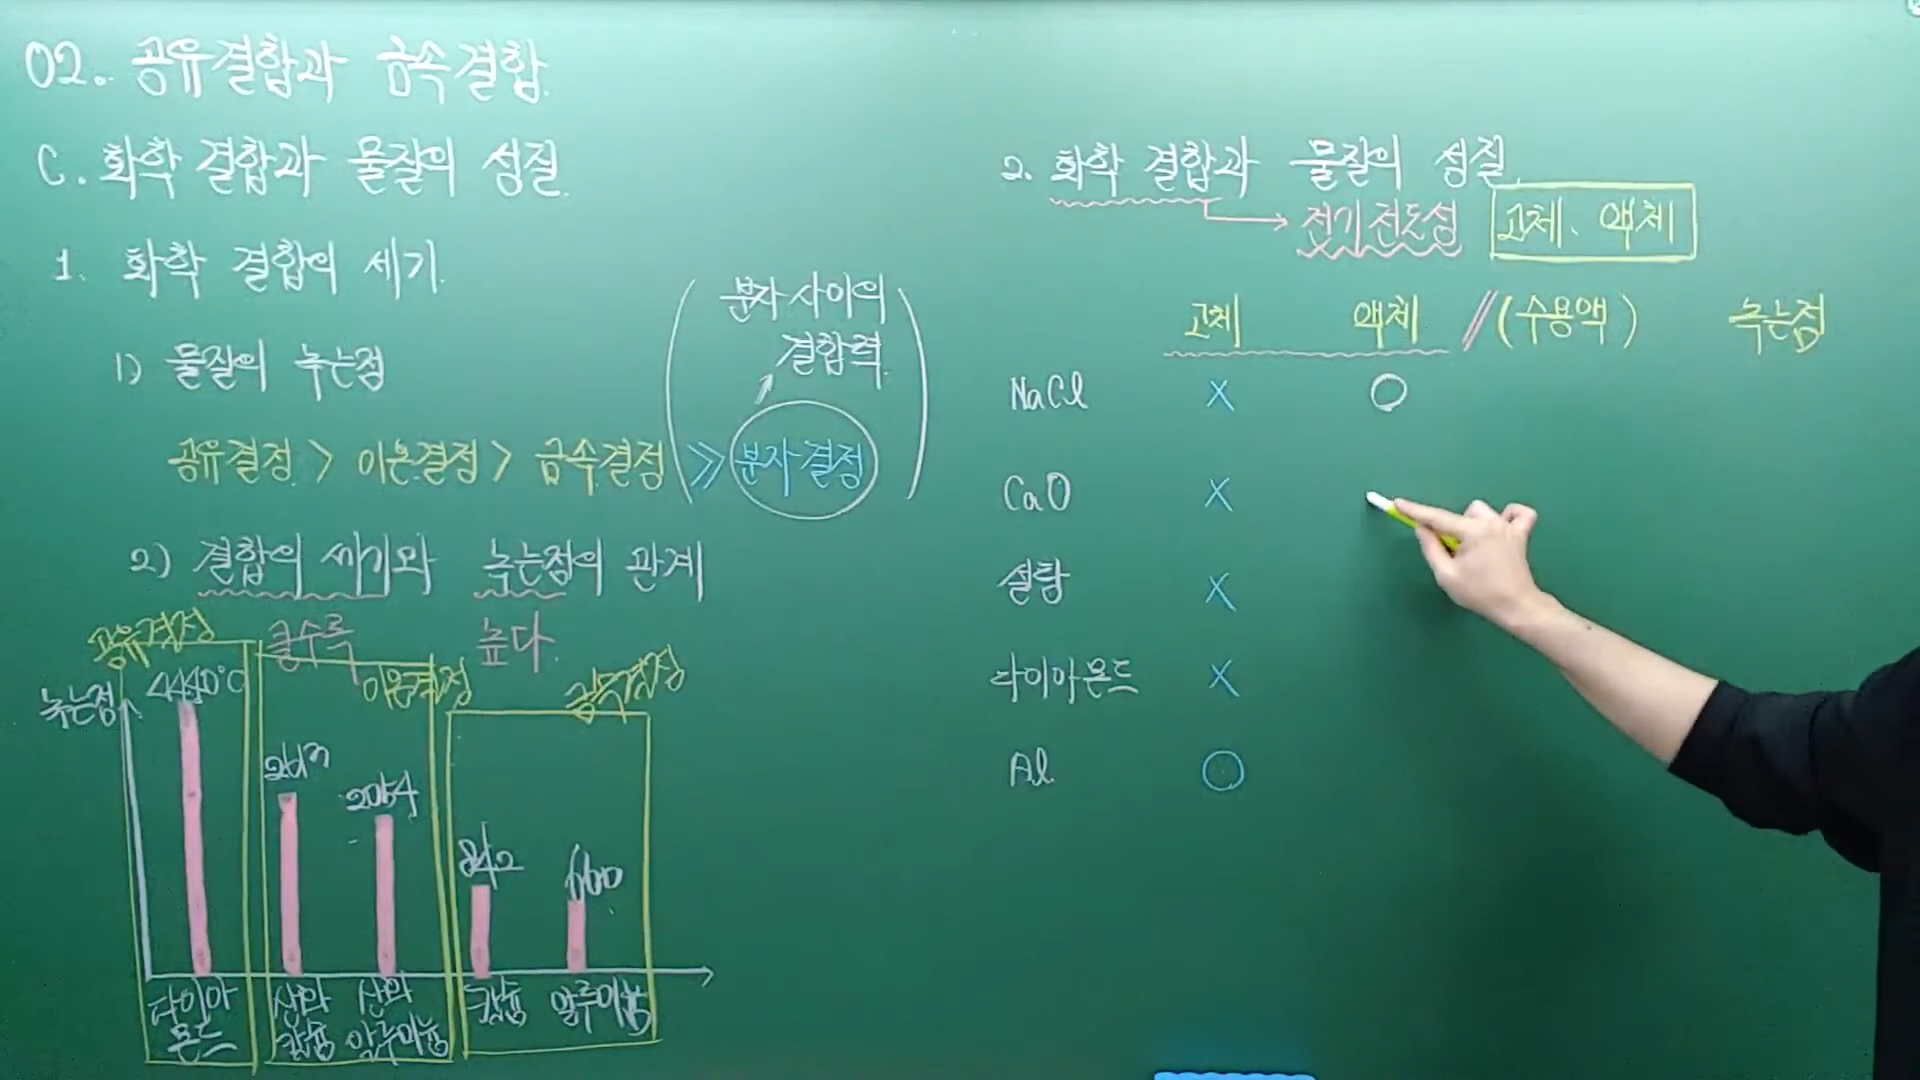 02. 공유결합과 금속결합.
C. 화학 결합과 물질의 성질.
1. 화학 결합의 세기.
1) 물질의 녹는점
공유결정 > 이온결정 > 금속결정 ( ≫ 분자결정 )
분자사이의
결합력.
2) 결합의 세기와 녹는점의 관계
클수록 높다.
공유결정
이온결정
금속결정
녹는점
4440℃
2613
2054
842
660
다이아
몬드
산화
칼슘
산화
알루미늄
칼슘
알루미늄
2. 화학 결합과 물질의 성질.
전기전도성 고체、액체
고체 액체 // (수용액) 녹는점
NaCl X O
CaO X
설탕 X
다이아몬드 X
Al. O